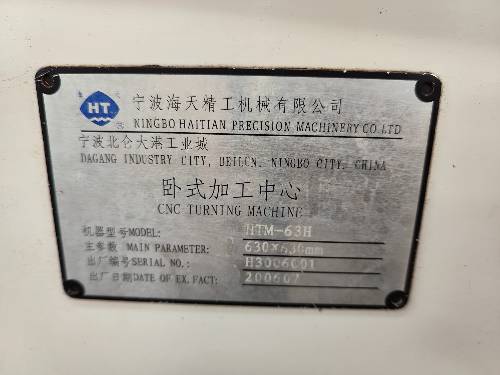 HT
宁波海天精工机械有限公司
NINGBO HAITIAN PRECISION MACHINERY CO.LTD
宁波北仑大港工业城
DAGANG INDUSTRY CITY, BEILUN, NINGBO CITY, CHINA
卧式加工中心
CNC TURNING MACHINE
机器型号MODEL: HTM-63H
主参数 MAIN PARAMETER: 630×630mm
出厂编号SERIAL NO.: H3006C01
出厂日期DATE OF EX.FACT: 200607